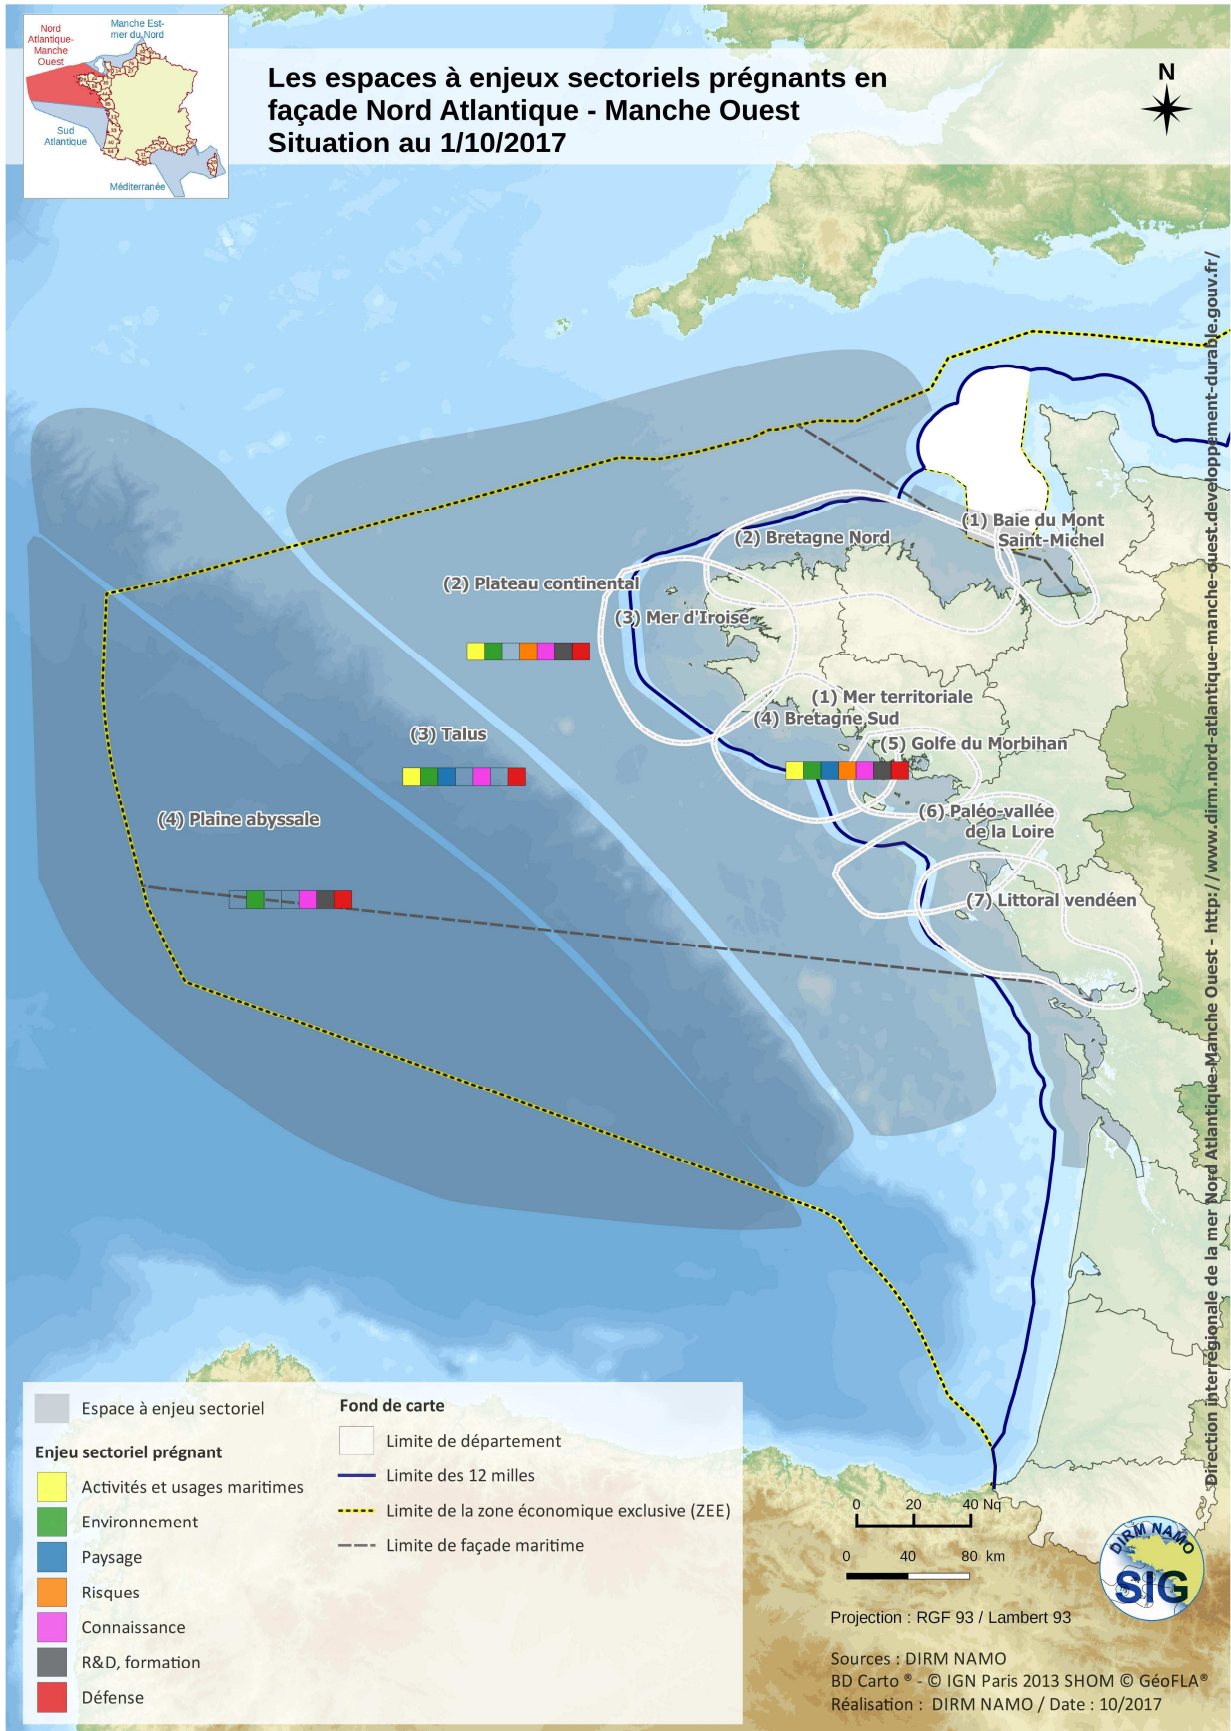 Nord
Atlantique-
Manche
Ouest
Manche Est-
mer du Nord
Sud
Atlantique
Méditerranée
Les espaces à enjeux sectoriels prégnants en
façade Nord Atlantique - Manche Ouest
Situation au 1/10/2017
N
(1) Baie du Mont
Saint-Michel
(2) Bretagne Nord
(2) Plateau continental
(3) Mer d'Iroise
(1) Mer territoriale
(4) Bretagne Sud
(3) Talus
(5) Golfe du Morbihan
(6) Paléo-vallée
de la Loire
(4) Plaine abyssale
(7) Littoral vendéen
Direction interrégionale de la mer Nord Atlantique-Manche Ouest - http://www.dirm.nord-atlantique-manche-ouest.developpement-durable.gouv.fr/
Espace à enjeu sectoriel
Enjeu sectoriel prégnant
Activités et usages maritimes
Environnement
Paysage
Risques
Connaissance
R&D, formation
Défense
Fond de carte
Limite de département
Limite des 12 milles
Limite de la zone économique exclusive (ZEE)
Limite de façade maritime
0 20 40 Nq
0 40 80 km
DIRM NAMO
SIG
Projection : RGF 93 / Lambert 93
Sources : DIRM NAMO
BD Carto ® - © IGN Paris 2013 SHOM © GéoFLA®
Réalisation : DIRM NAMO / Date : 10/2017